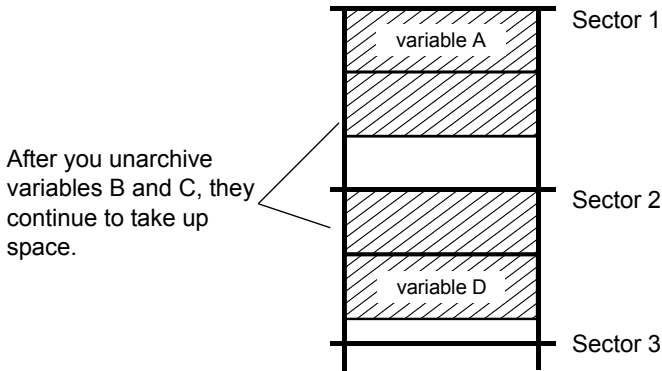 Sector 1
variable A
After you unarchive
variables B and C, they
continue to take up
space.
Sector 2
variable D
Sector 3